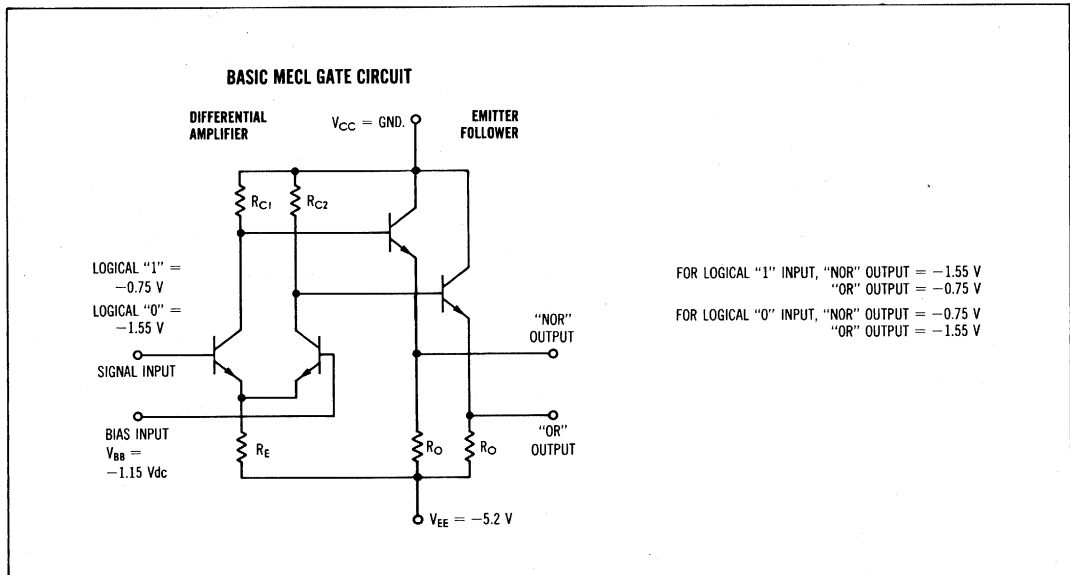 BASIC MECL GATE CIRCUIT
DIFFERENTIAL
AMPLIFIER
VCC = GND.
EMITTER
FOLLOWER
RC1
RC2
LOGICAL “1” =
−0.75 V
LOGICAL “0” =
−1.55 V
SIGNAL INPUT
BIAS INPUT
VBB =
−1.15 Vdc
RE
RO
RO
“NOR”
OUTPUT
“OR”
OUTPUT
VEE = −5.2 V
FOR LOGICAL “1” INPUT, “NOR” OUTPUT = −1.55 V
“OR” OUTPUT = −0.75 V
FOR LOGICAL “0” INPUT, “NOR” OUTPUT = −0.75 V
“OR” OUTPUT = −1.55 V